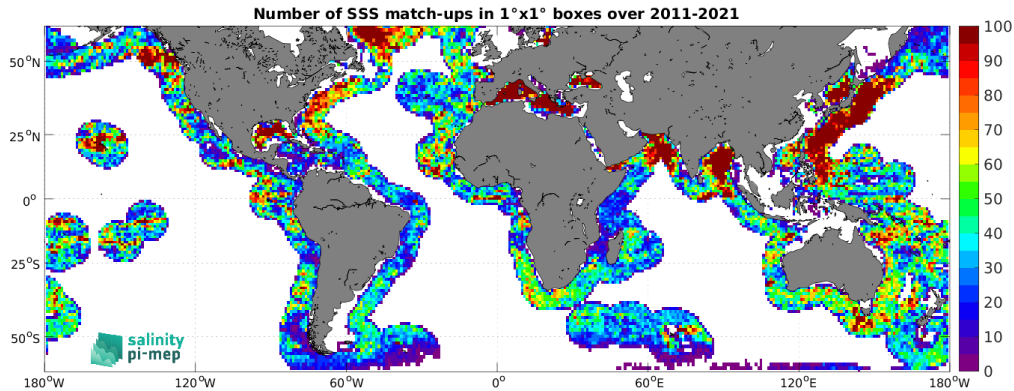 Number of SSS match-ups in 1°x1° boxes over 2011-2021
50°N
25°N
0°
25°S
50°S
180°W
120°W
60°W
0°
60°E
120°E
180°W
100
90
80
70
60
50
40
30
20
10
0
salinity
pi-mep